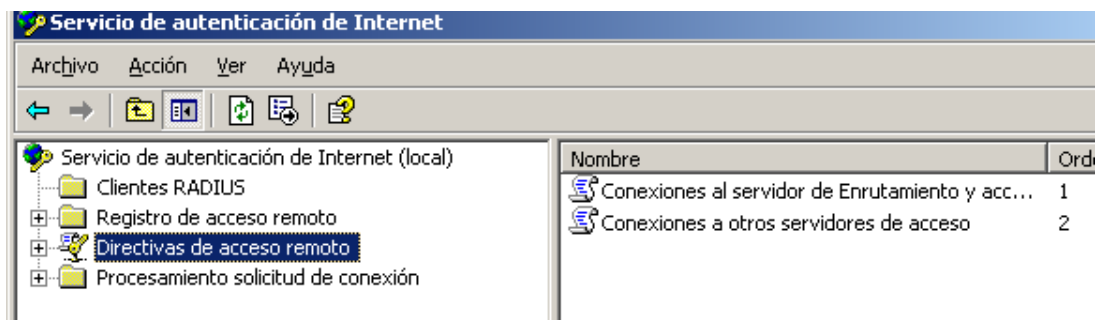 Servicio de autenticación de Internet
Archivo Acción Ver Ayuda
Servicio de autenticación de Internet (local)
Clientes RADIUS
Registro de acceso remoto
Directivas de acceso remoto
Procesamiento solicitud de conexión
Nombre Orde
Conexiones al servidor de Enrutamiento y acc... 1
Conexiones a otros servidores de acceso 2